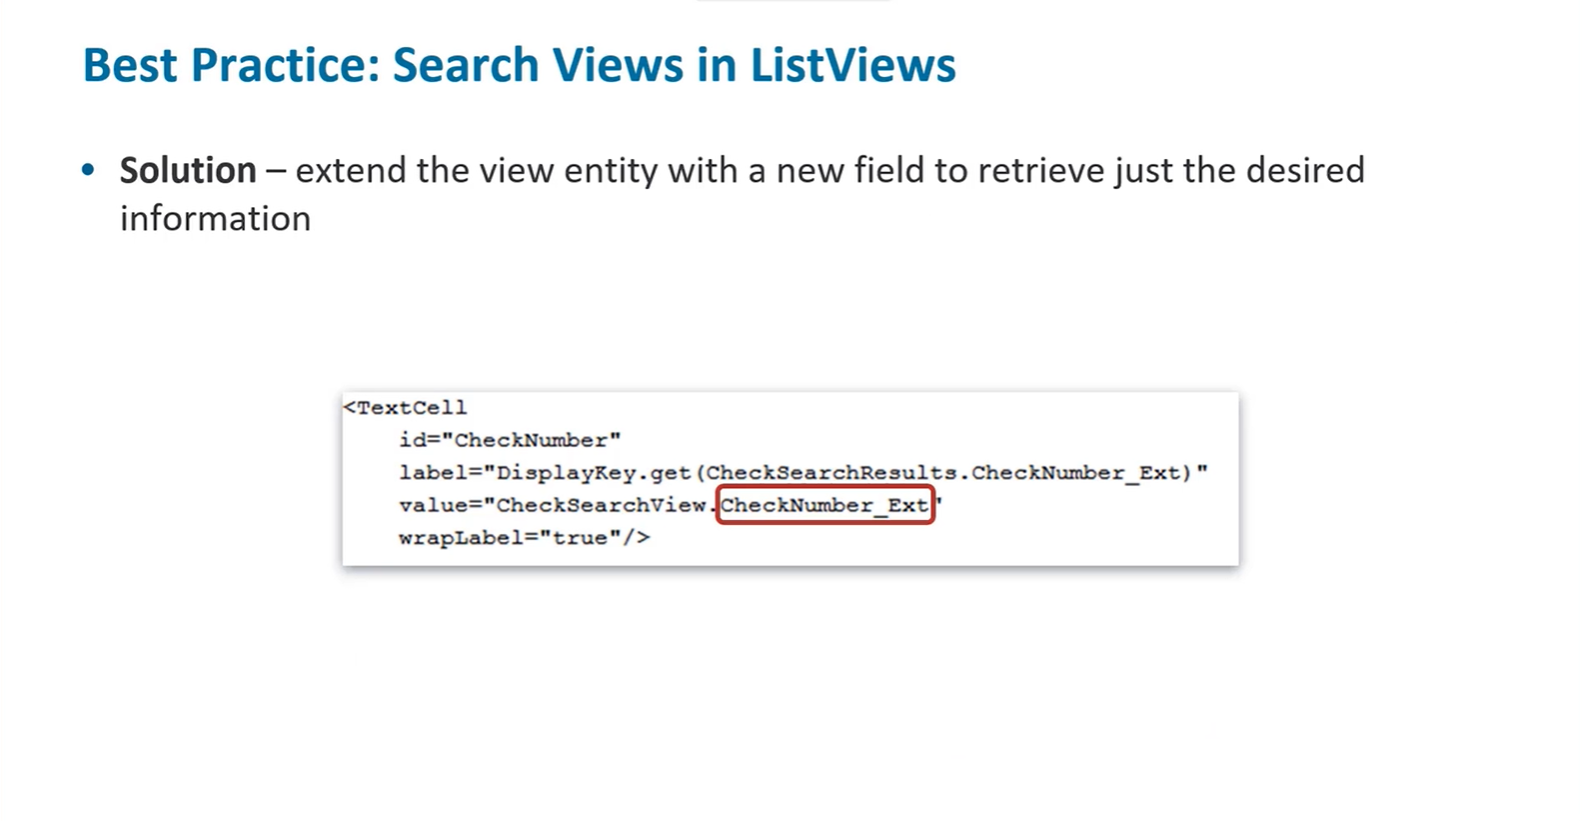 Best Practice: Search Views in ListViews
• Solution – extend the view entity with a new field to retrieve just the desired
information
<TextCell
id="CheckNumber"
label="DisplayKey.get(CheckSearchResults.CheckNumber_Ext)"
value="CheckSearchView.CheckNumber_Ext"
wrapLabel="true"/>